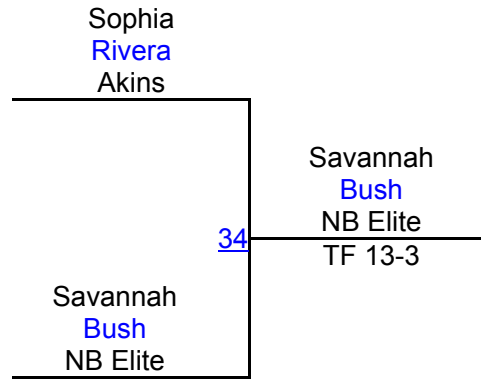 Sophia
Rivera
Akins
Savannah
Bush
NB Elite
34
TF 13-3
Savannah
Bush
NB Elite